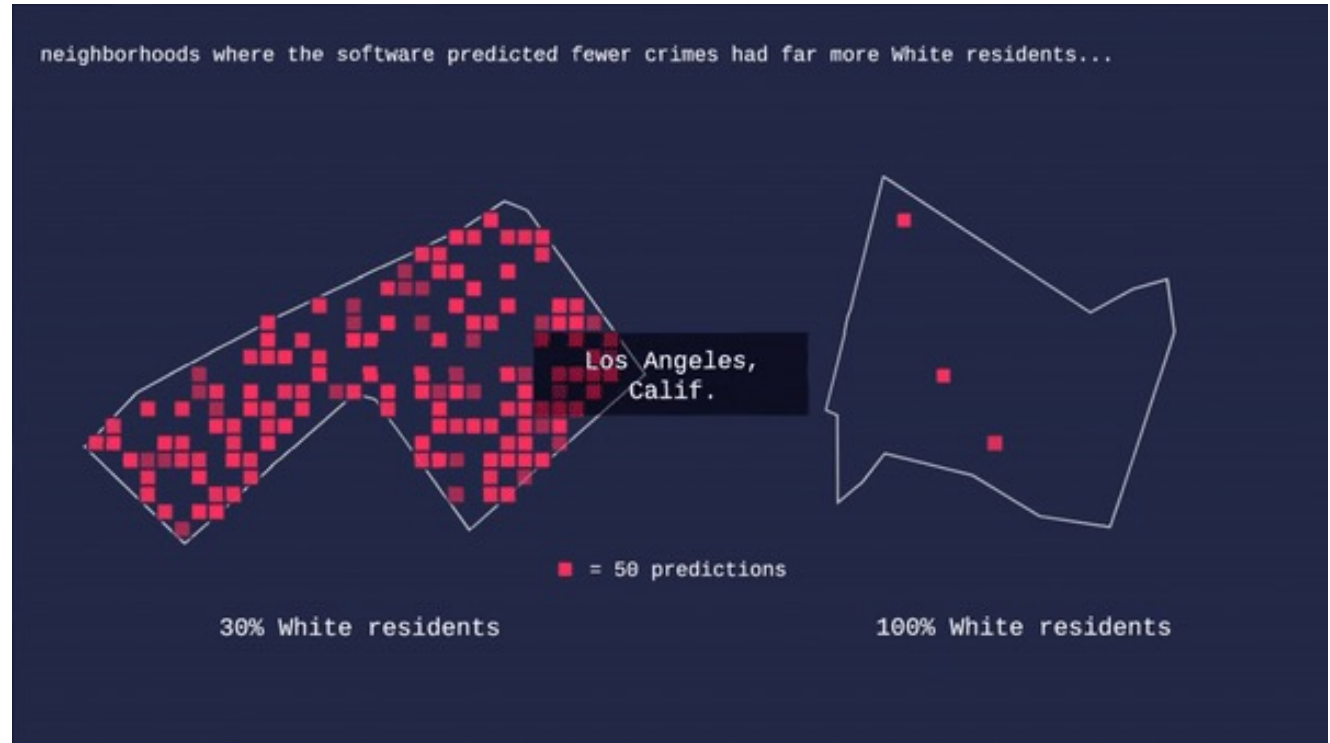 neighborhoods where the software predicted fewer crimes had far more White residents...
Los Angeles,
Calif.
= 50 predictions
30% White residents
100% White residents